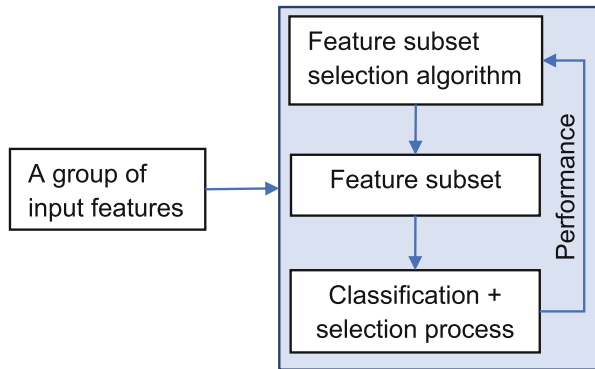 Feature subset
selection algorithm
A group of
input features
Feature subset
Performance
Classification +
selection process